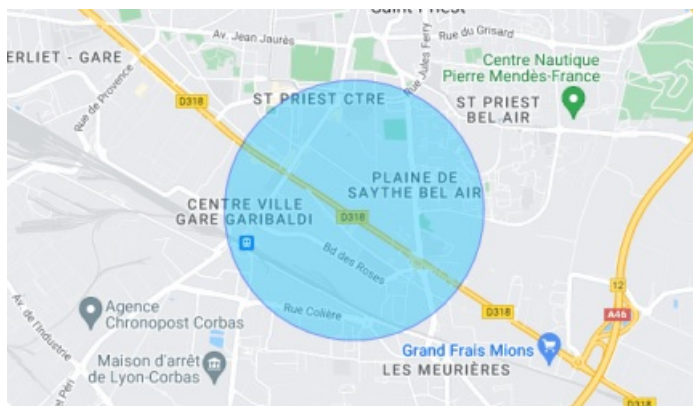 Saint Priest
Av. Jean Jaurès
Rue du Grisard
ERLIET - GARE
Rue de Provence
Rue Jules Ferry
Centre Nautique
Pierre Mendès-France
D318
ST PRIEST CTRE
ST PRIEST
BEL AIR
PLAINE DE
SAYTHE BEL AIR
CENTRE VILLE
GARE GARIBALDI
D318
Bd des Roses
12
Av. de l'Industrie
Agence
Chronopost Corbas
Rue Colière
D318
A46
Maison d'arrêt
de Lyon-Corbas
Grand Frais Mions
LES MEURIÈRES
el Pén
D318